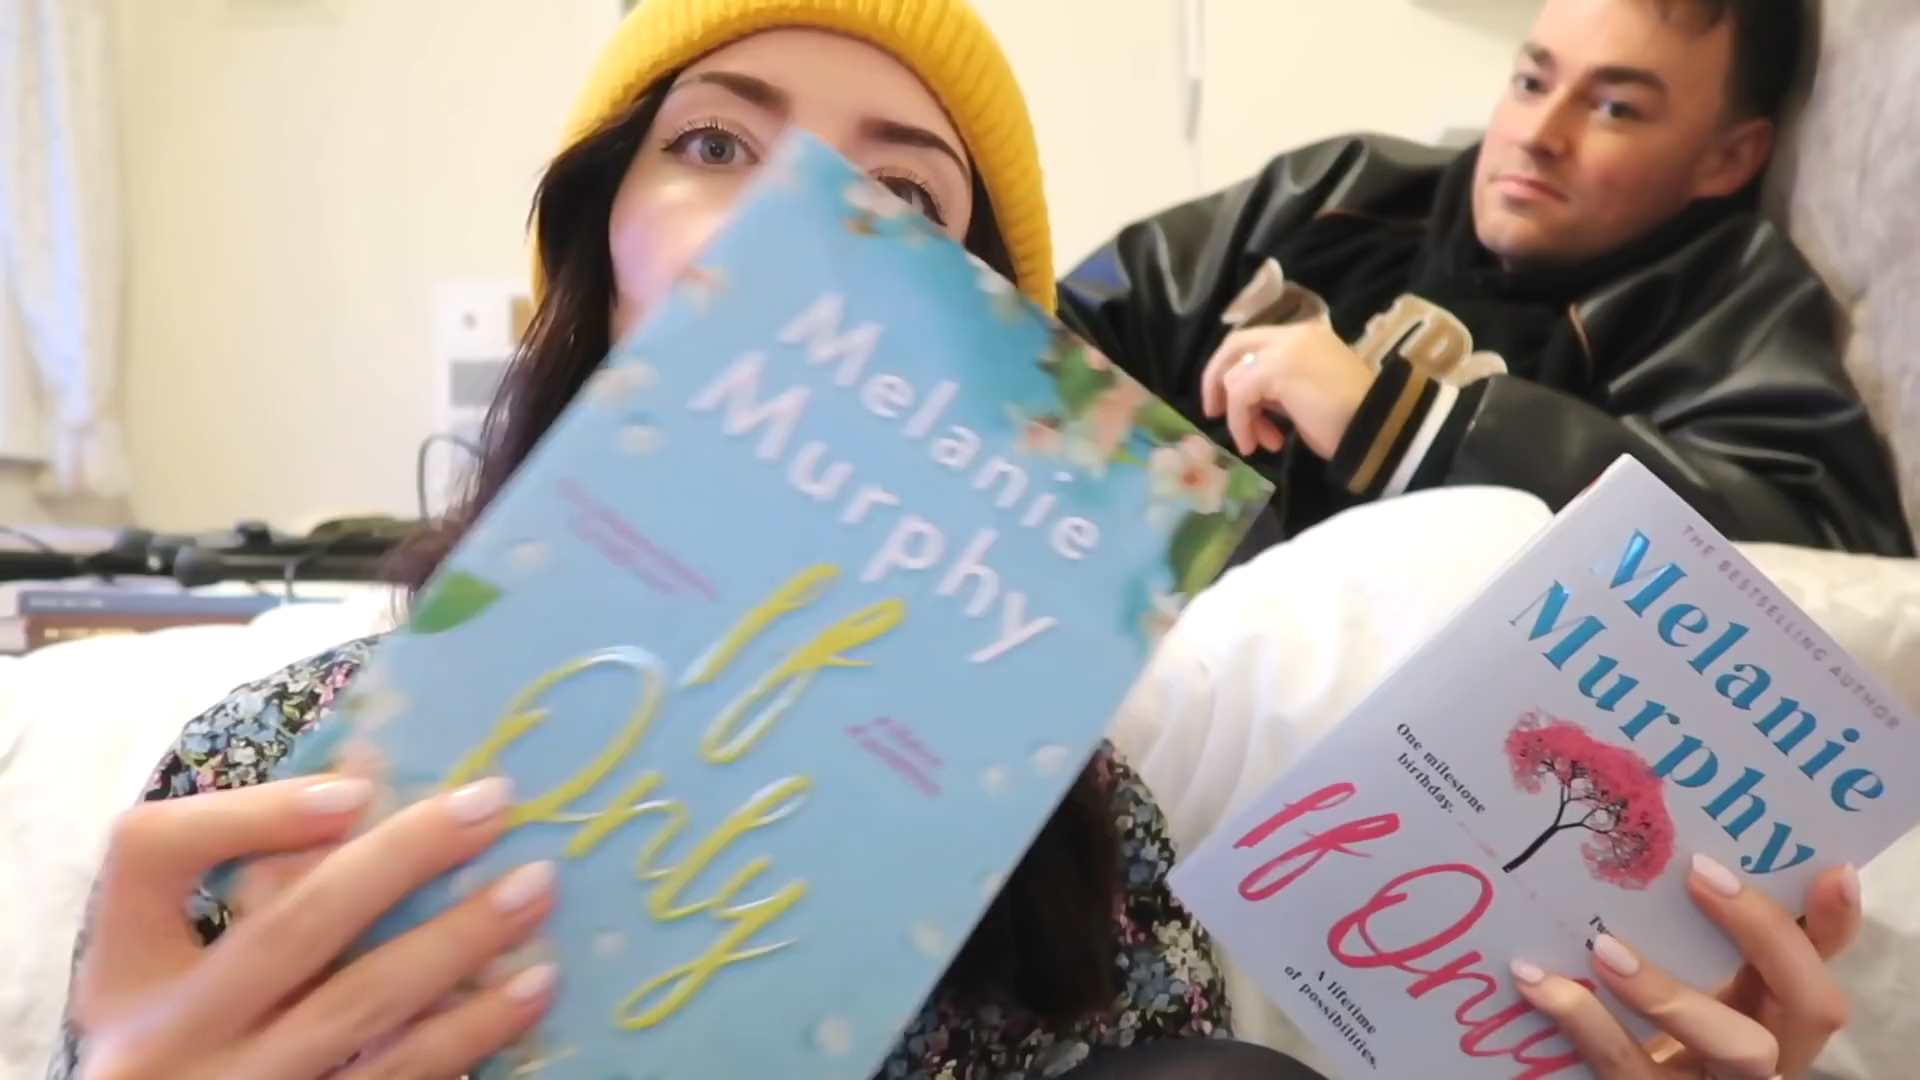 Melanie
Murphy
If
Only
THE BESTSELLING AUTHOR
Melanie
Murphy
One milestone
birthday.
If Only
A lifetime
of possibilities.